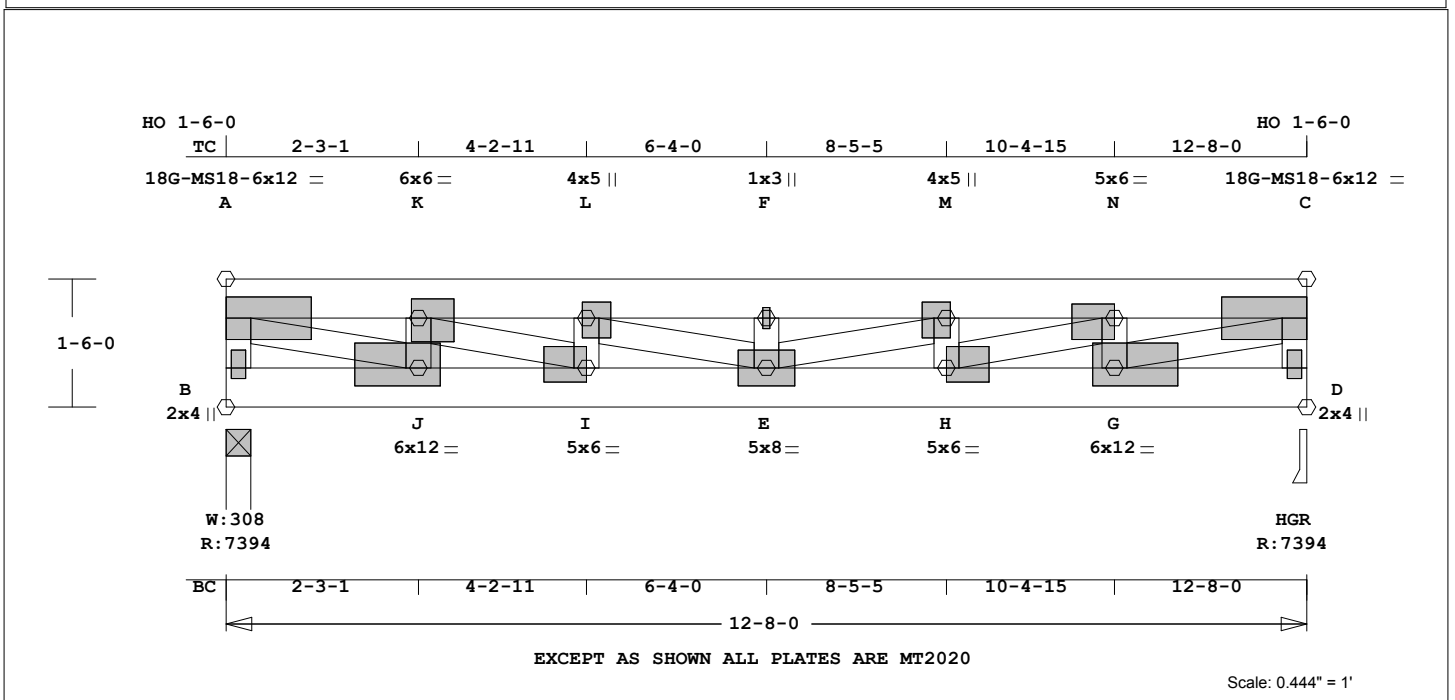 HO 1-6-0 HO 1-6-0
TC 2-3-1 4-2-11 6-4-0 8-5-5 10-4-15 12-8-0
18G-MS18-6x12 = 6x6 = 4x5 || 1x3 || 4x5 || 5x6 = 18G-MS18-6x12 =
A K L F M N C
1-6-0
B D
2x4 || 2x4 ||
J I E H G
6x12 = 5x6 = 5x8 = 5x6 = 6x12 =
W:308 HGR
R:7394 R:7394
BC 2-3-1 4-2-11 6-4-0 8-5-5 10-4-15 12-8-0
12-8-0
EXCEPT AS SHOWN ALL PLATES ARE MT2020
Scale: 0.444" = 1'